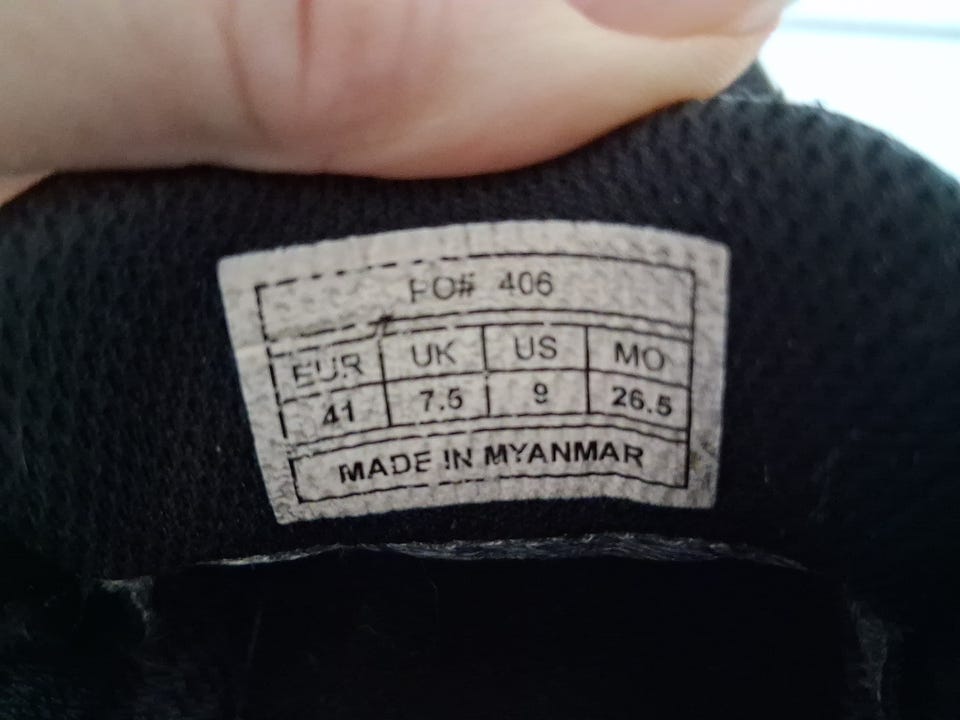 PO# 406
EUR UK US MO
41 7.5 9 26.5
MADE IN MYANMAR